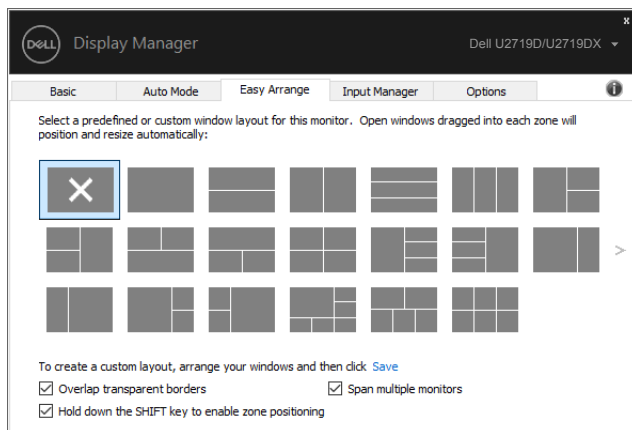 x
DELL Display Manager Dell U2719D/U2719DX
Basic Auto Mode Easy Arrange Input Manager Options i
Select a predefined or custom window layout for this monitor. Open windows dragged into each zone will
position and resize automatically:
To create a custom layout, arrange your windows and then click Save
Overlap transparent borders Span multiple monitors
Hold down the SHIFT key to enable zone positioning